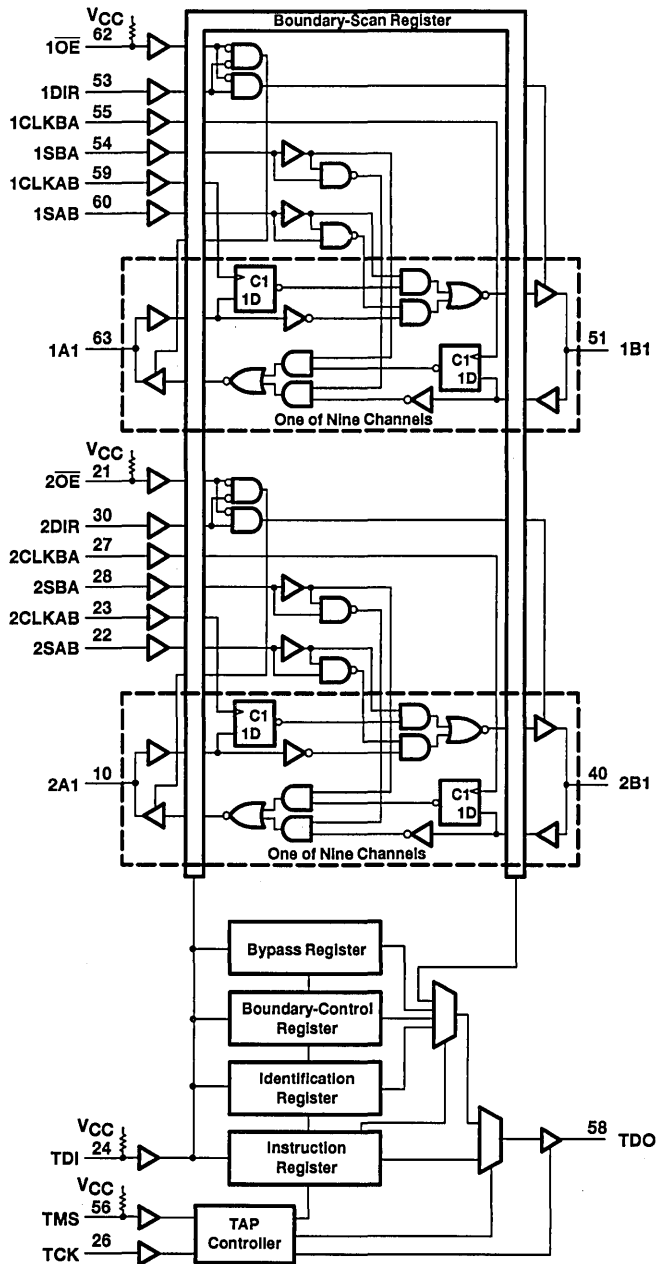 Boundary-Scan Register
VCC
1OE 62
1DIR 53
1CLKBA 55
1SBA 54
1CLKAB 59
1SAB 60
C1
1D
1A1 63
51 1B1
C1
1D
One of Nine Channels
VCC
2OE 21
2DIR 30
2CLKBA 27
2SBA 28
2CLKAB 23
2SAB 22
C1
1D
2A1 10
40 2B1
C1
1D
One of Nine Channels
Bypass Register
Boundary-Control
Register
Identification
Register
VCC
TDI 24
Instruction
Register
58 TDO
VCC
TMS 56
TCK 26
TAP
Controller